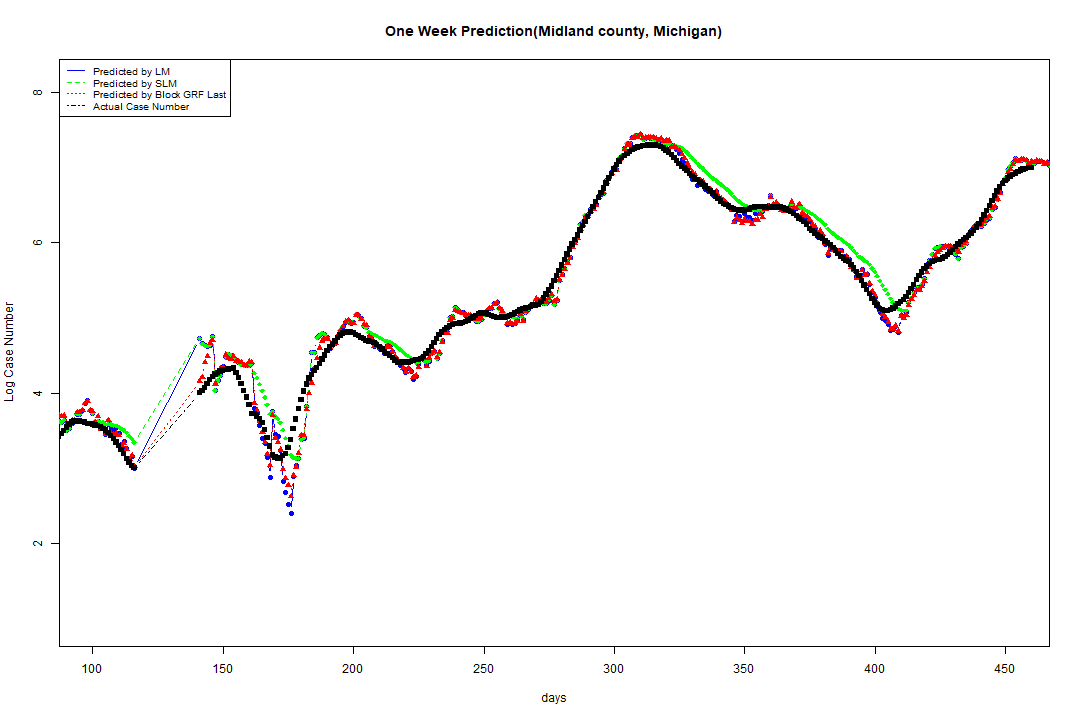 One Week Prediction(Midland county, Michigan)
Predicted by LM
Predicted by SLM
Predicted by Block GRF Last
Actual Case Number
8
6
4
2
Log Case Number
100 150 200 250 300 350 400 450
days